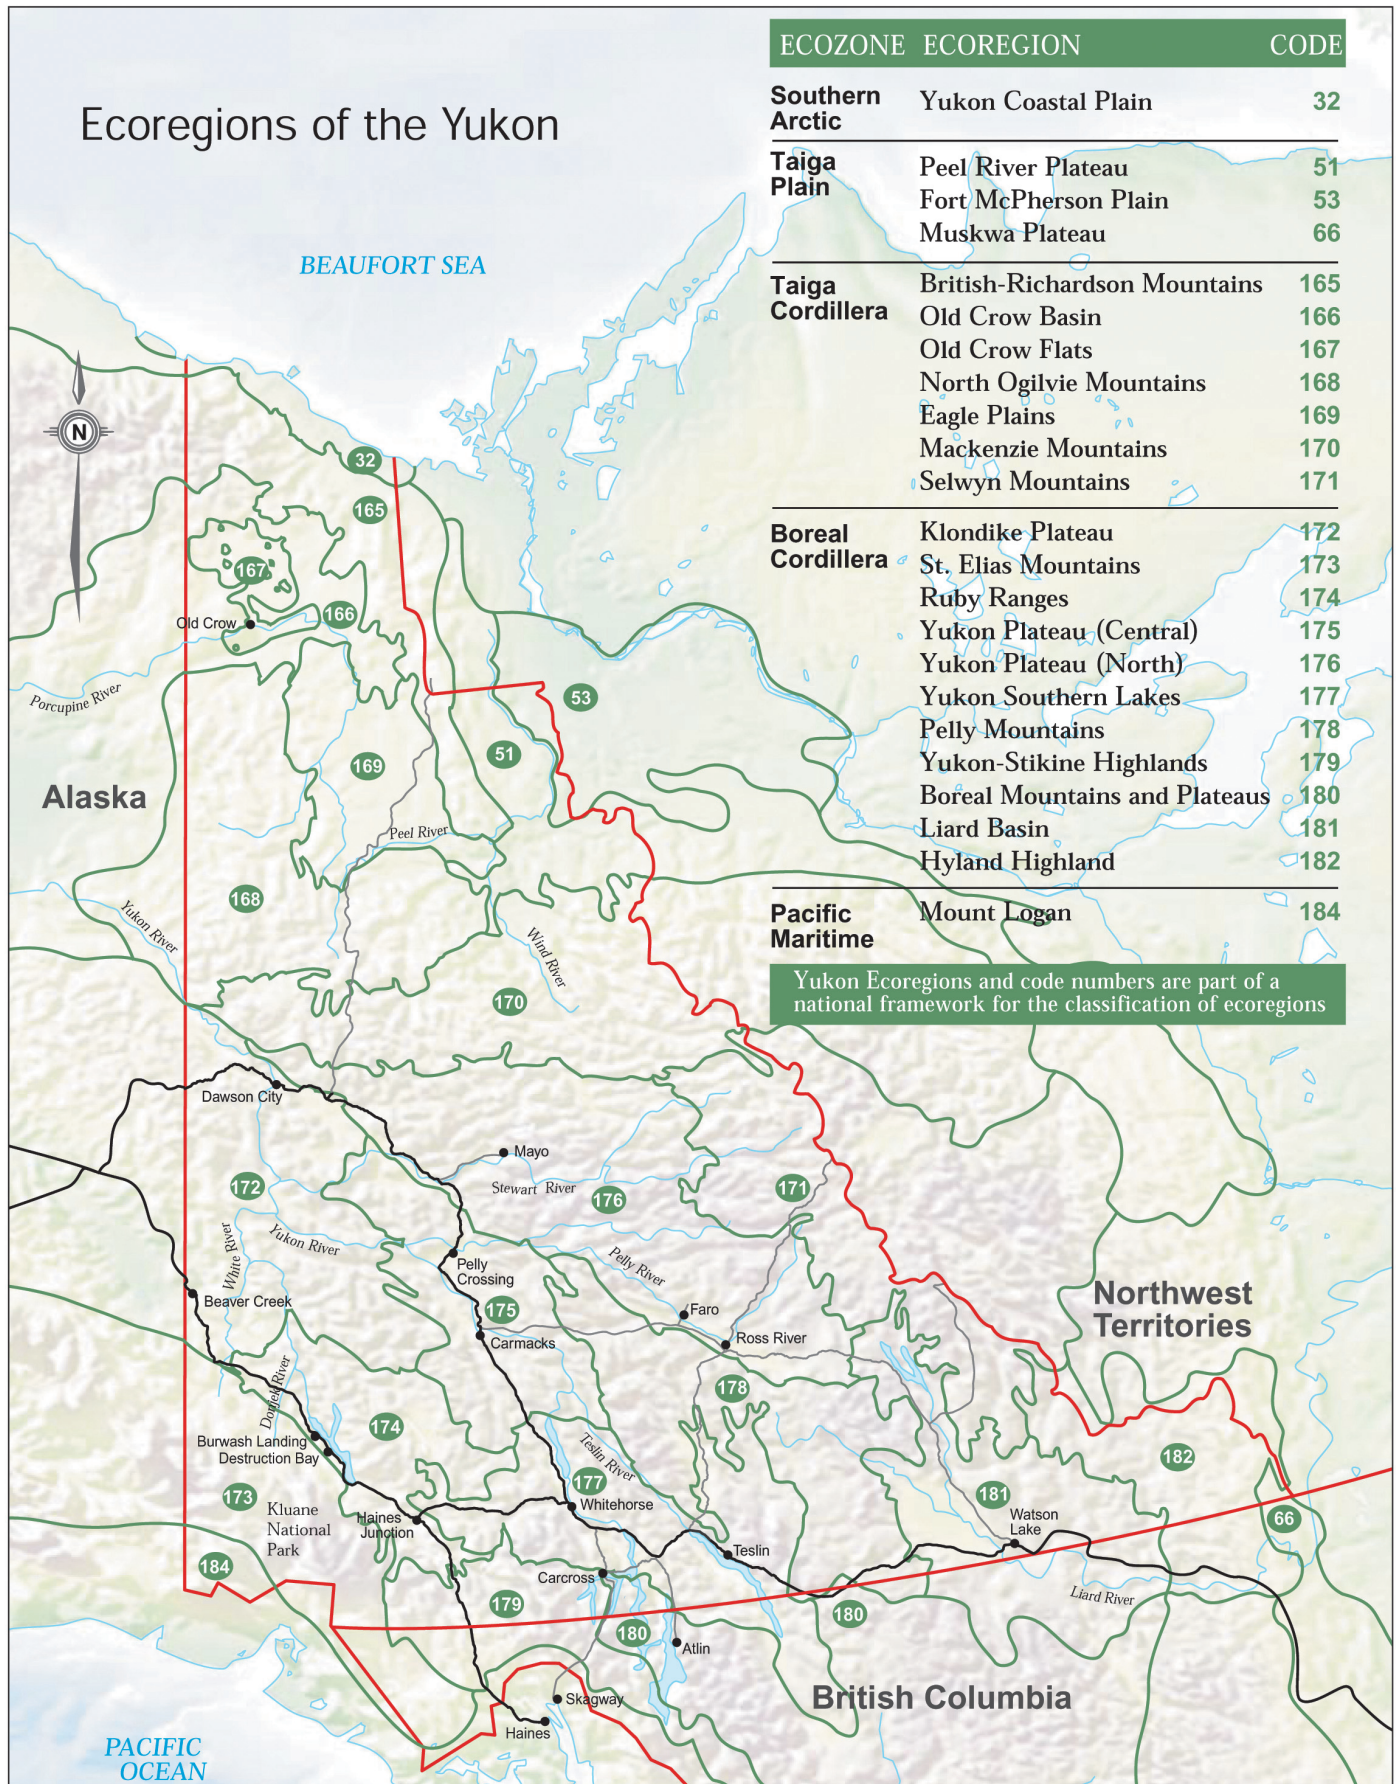 Ecoregions of the Yukon
ECOZONE ECOREGION CODE
Southern Arctic
Yukon Coastal Plain 32
Taiga Plain
Peel River Plateau 51
Fort McPherson Plain 53
Muskwa Plateau 66
Taiga Cordillera
British-Richardson Mountains 165
Old Crow Basin 166
Old Crow Flats 167
North Ogilvie Mountains 168
Eagle Plains 169
Mackenzie Mountains 170
Selwyn Mountains 171
Boreal Cordillera
Klondike Plateau 172
St. Elias Mountains 173
Ruby Ranges 174
Yukon Plateau (Central) 175
Yukon Plateau (North) 176
Yukon Southern Lakes 177
Pelly Mountains 178
Yukon-Stikine Highlands 179
Boreal Mountains and Plateaus 180
Liard Basin 181
Hyland Highland 182
Pacific Maritime
Mount Logan 184
Yukon Ecoregions and code numbers are part of a
national framework for the classification of ecoregions
BEAUFORT SEA
N
32
165
167
166
Old Crow
Porcupine River
53
51
169
Alaska
Peel River
168
Yukon River
Wind River
170
Dawson City
Mayo
Stewart River
172
176
171
White River
Yukon River
Pelly River
Pelly
Crossing
Beaver Creek
Northwest
Territories
175
Faro
Ross River
Carmacks
Donjek River
178
174
Burwash Landing
Destruction Bay
Teslin River
182
177
173
181
Whitehorse
Kluane
National
Park
Haines
Junction
Watson
Lake
66
Teslin
184
Carcross
Liard River
179
180
180
Atlin
British Columbia
Skagway
Haines
PACIFIC
OCEAN